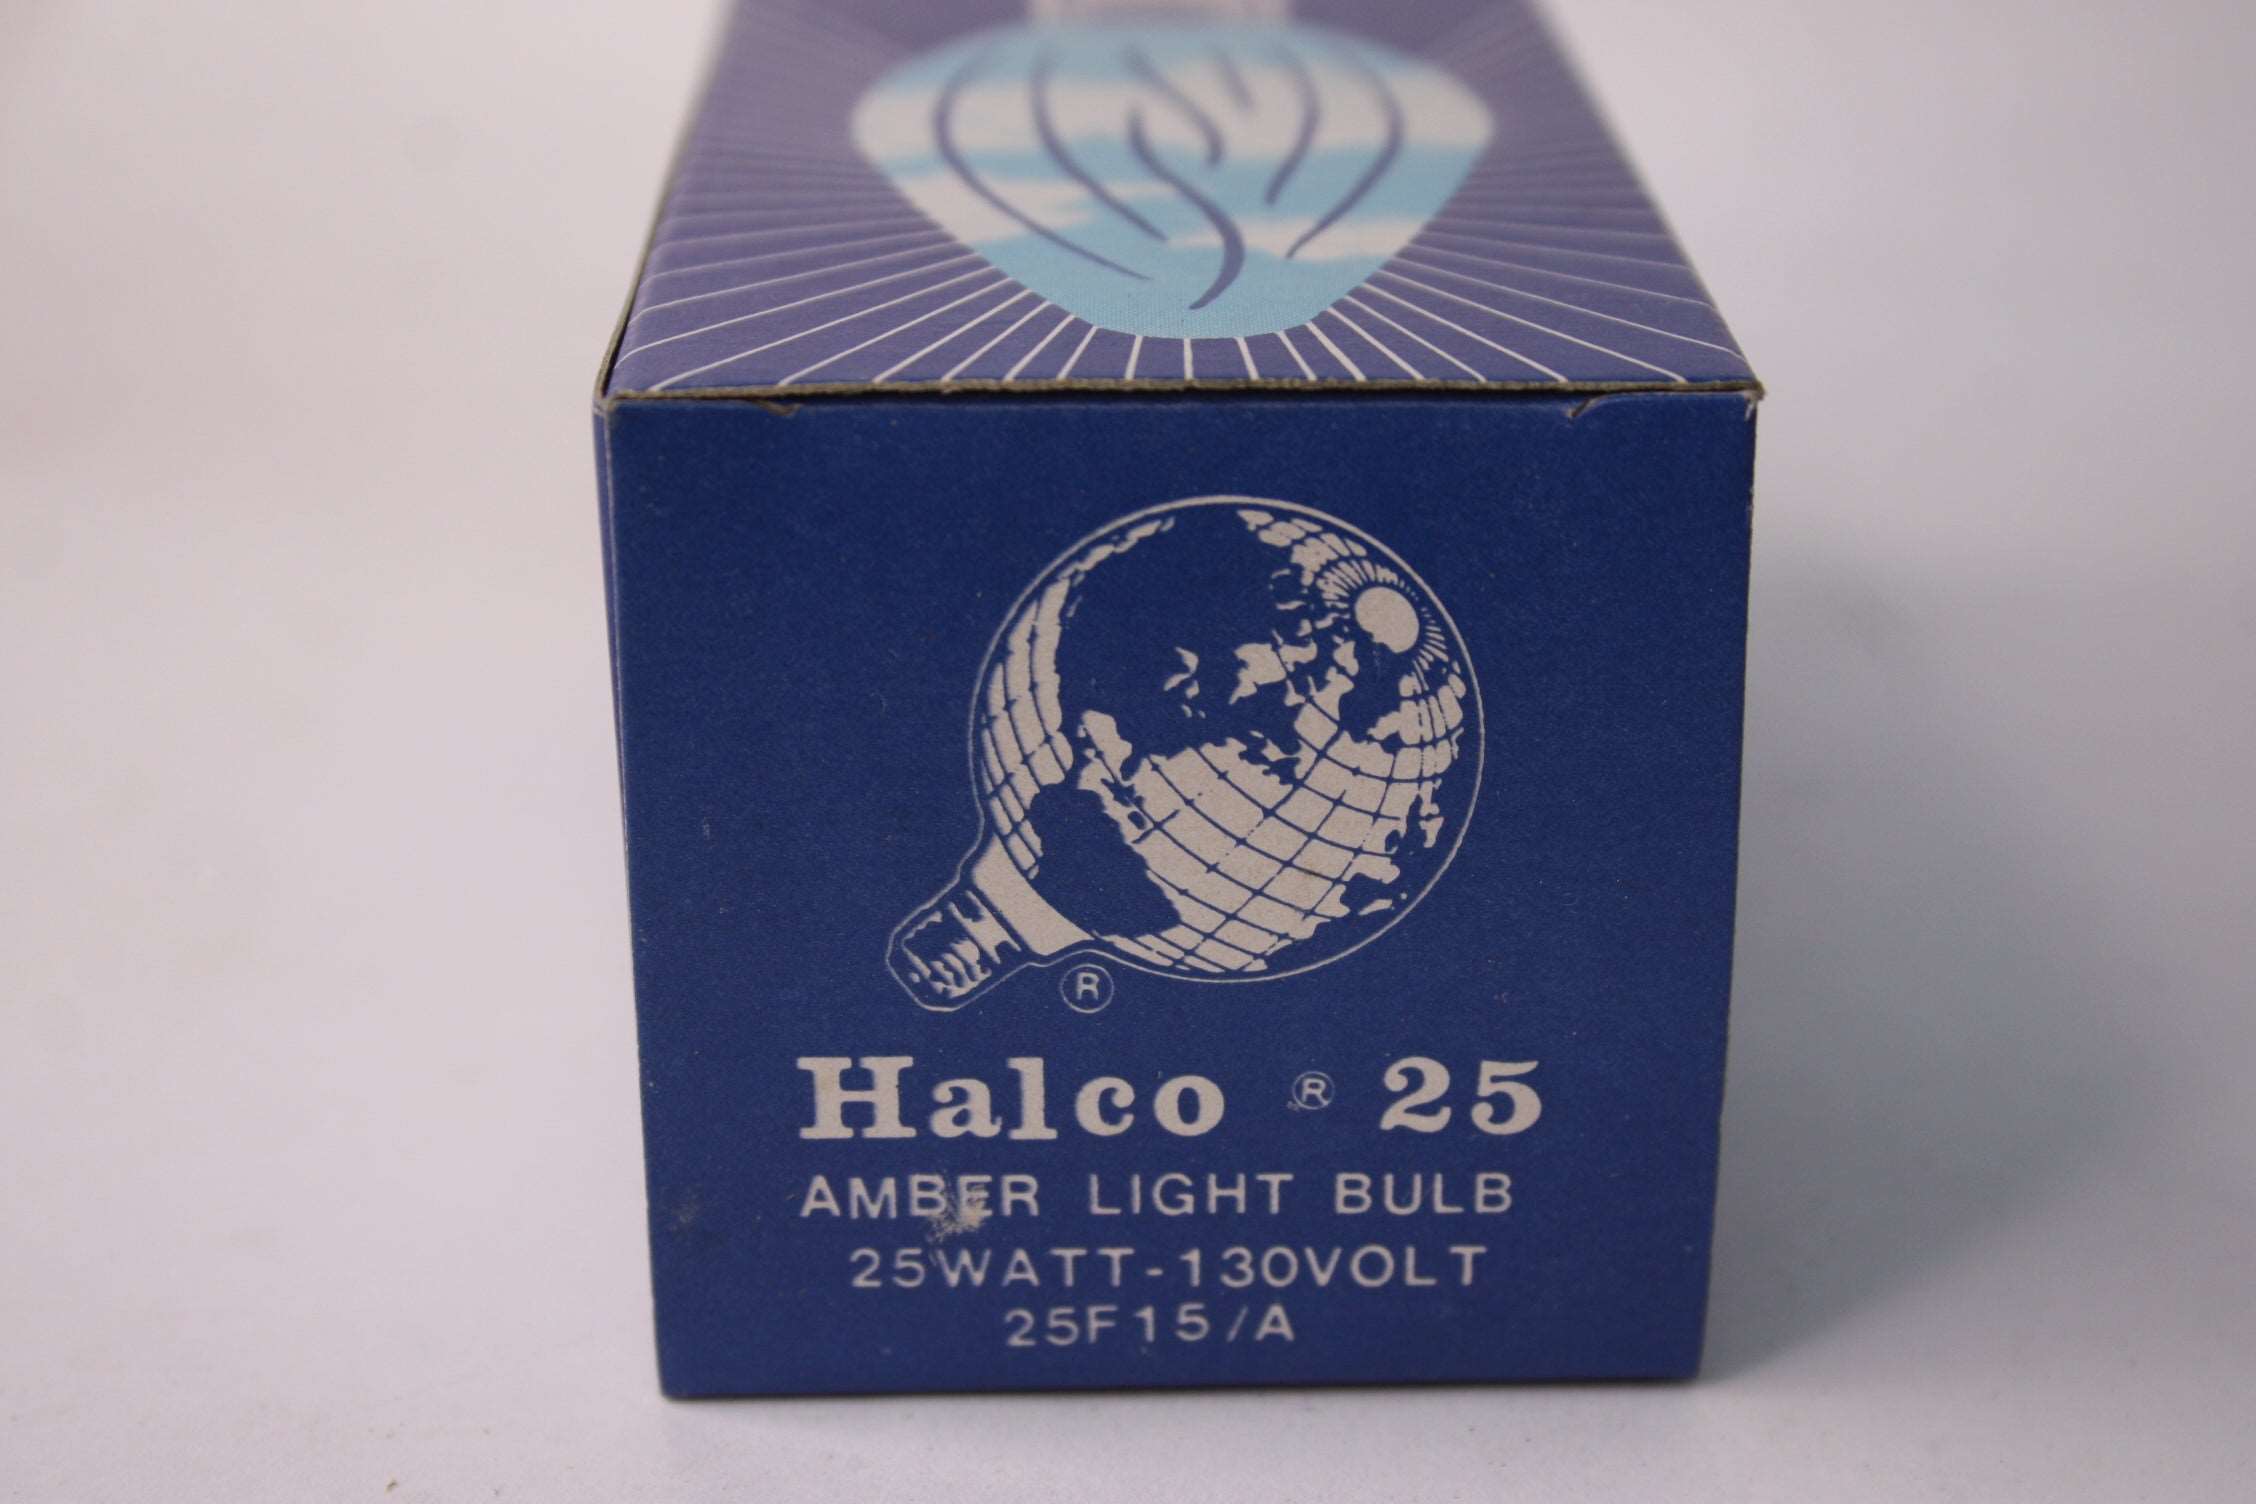 ®
Halco ® 25
AMBER LIGHT BULB
25WATT-130VOLT
25F15/A